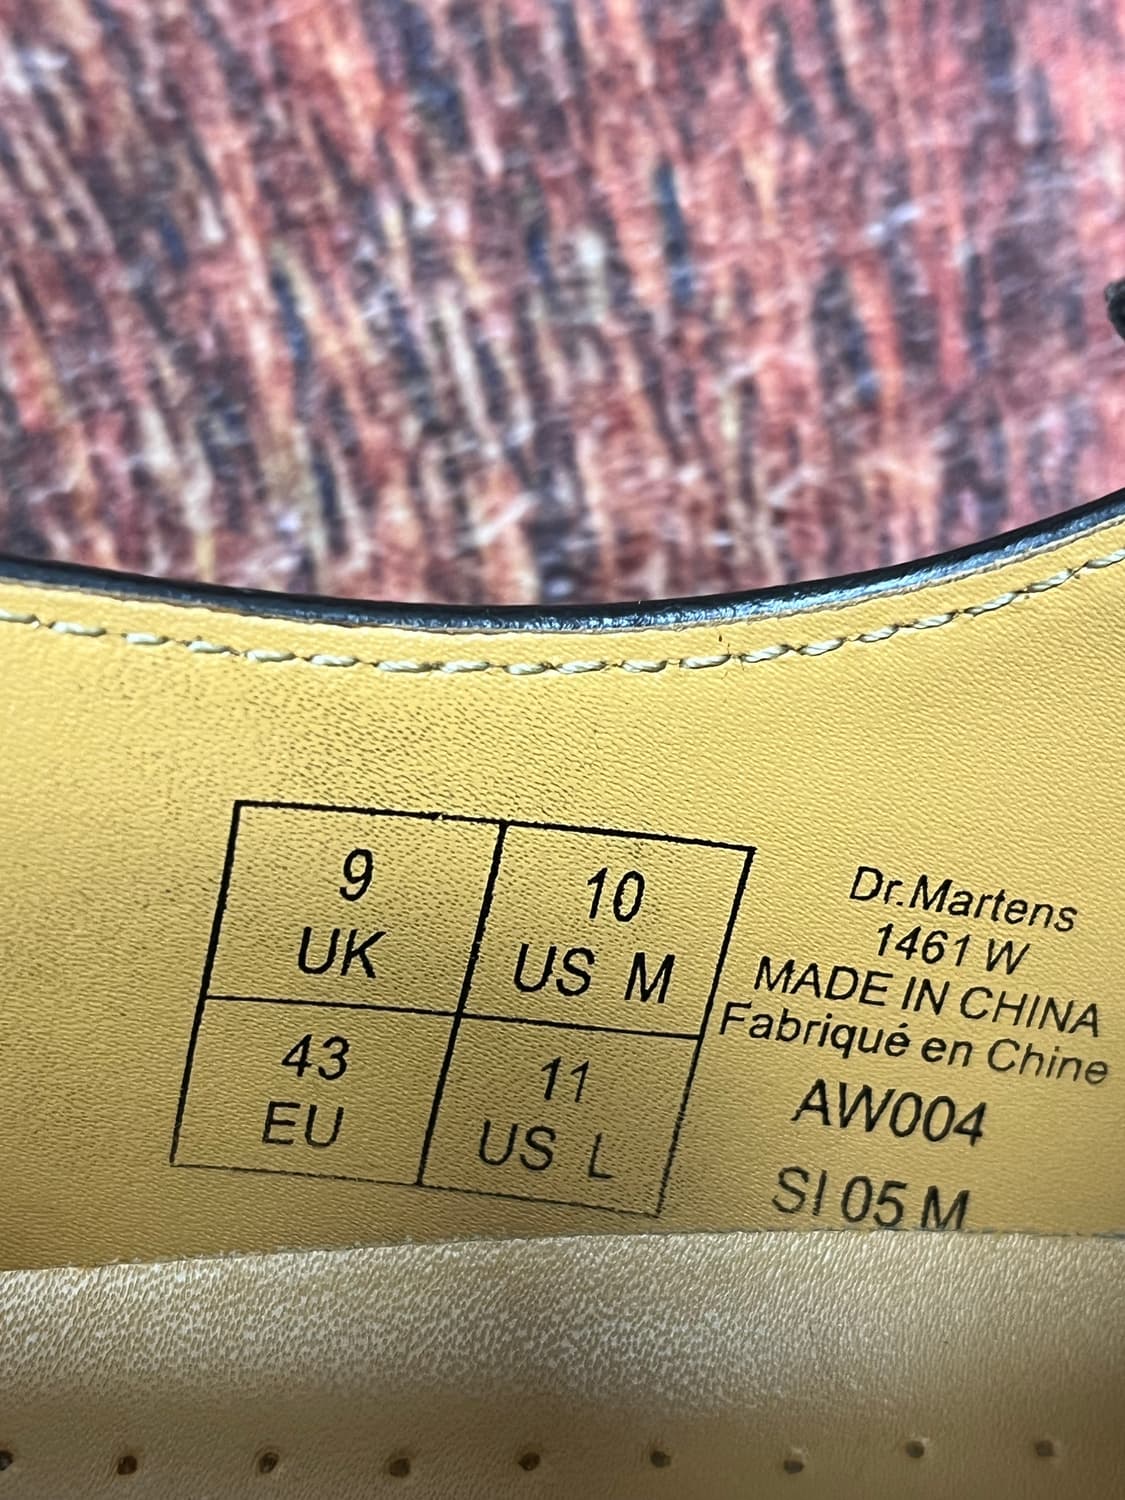 9
UK
10
US M
43
EU
11
US L
Dr.Martens
1461 W
MADE IN CHINA
Fabriqué en Chine
AW004
SI 05 M